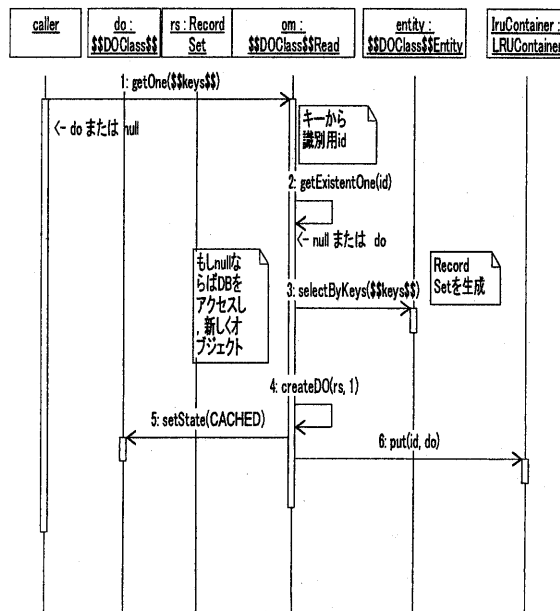 caller
do :
$$DOClass$$
rs : Record
Set
om :
$$DOClass$$Read
entity :
$$DOClass$$Entity
lruContainer :
LRUContainer
1: getOne($$keys$$)
<- do または null
キーから
識別用id
2: getExistentOne(id)
<- null または do
もしnullな
らばDBを
アクセスし
, 新しくオ
ブジェクト
Record
Setを生成
3: selectByKeys($$keys$$)
4: createDO(rs, 1)
5: setState(CACHED)
6: put(id, do)